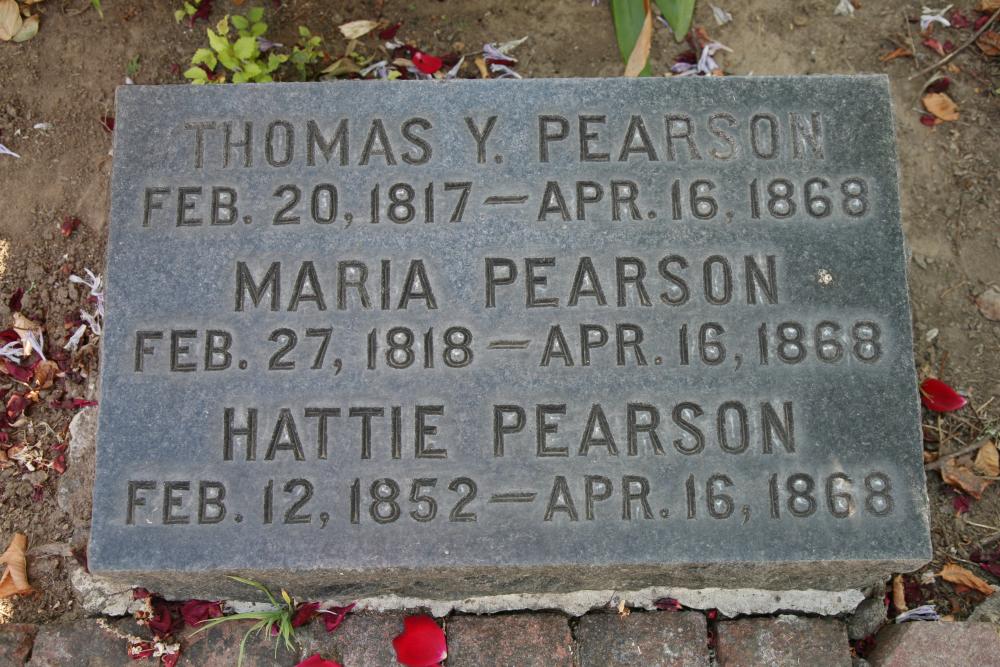 THOMAS Y. PEARSON
FEB. 20, 1817 — APR. 16, 1868
MARIA PEARSON
FEB. 27, 1818 — APR. 16, 1868
HATTIE PEARSON
FEB. 12, 1852 — APR. 16, 1868